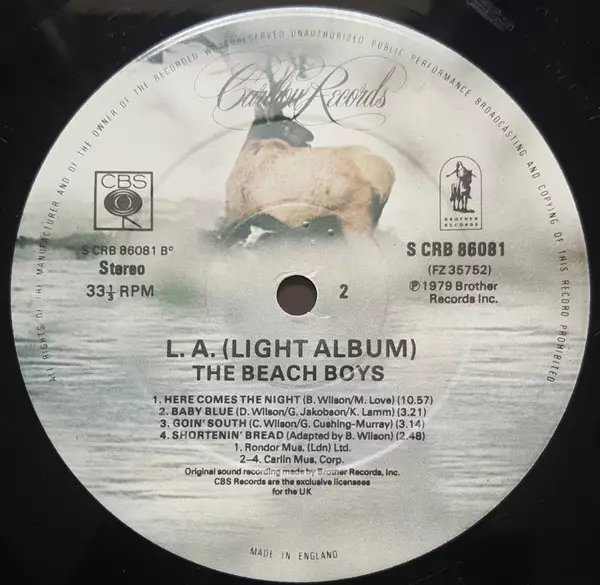 ALL RIGHTS OF THE MANUFACTURER AND OF THE OWNER OF THE RECORDED WORK RESERVED UNAUTHORIZED PUBLIC PERFORMANCE BROADCASTING AND COPYING OF THIS RECORD PROHIBITED
Caribou Records
CBS
BROTHER
RECORDS
S CRB 86081 Bº
Stereo
33⅓ RPM
S CRB 86081
(FZ 35752)
℗ 1979 Brother
Records Inc.
2
L. A. (LIGHT ALBUM)
THE BEACH BOYS
1. HERE COMES THE NIGHT (B. Wilson/M. Love) (10.57)
2. BABY BLUE (D. Wilson/G. Jakobson/K. Lamm) (3.21)
3. GOIN' SOUTH (C. Wilson/G. Cushing-Murray) (3.14)
4. SHORTENIN' BREAD (Adapted by B. Wilson) (2.48)
1. Rondor Mus. (Ldn) Ltd.
2–4. Carlin Mus. Corp.
Original sound recording made by Brother Records, Inc.
CBS Records are the exclusive licensees
for the UK
MADE IN ENGLAND